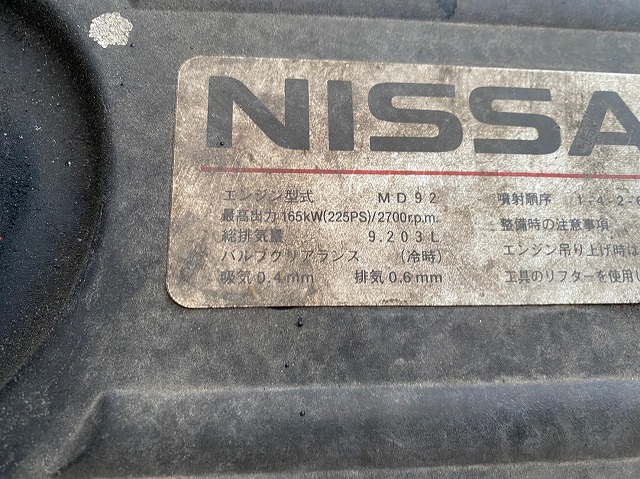 NISSA
エンジン型式 MD92 噴射順序 1-4-2-6
最高出力 165kW(225PS)/2700r.p.m. 整備時の注意事項
総排気量 9.203L エンジン吊り上げ時は
バルブクリアランス (冷時) 工具のリフターを使用し
吸気0.4mm 排気0.6mm